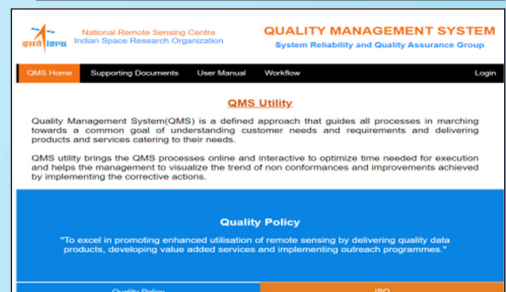 National Remote Sensing Centre
Indian Space Research Organization
इसरो isro
QUALITY MANAGEMENT SYSTEM
System Reliability and Quality Assurance Group
QMS Home Supporting Documents User Manual Workflow Login
QMS Utility
Quality Management System(QMS) is a defined approach that guides all processes in marching
towards a common goal of understanding customer needs and requirements and delivering
products and services catering to their needs.
QMS utility brings the QMS processes online and interactive to optimize time needed for execution
and helps the management to visualize the trend of non conformances and improvements achieved
by implementing the corrective actions.
Quality Policy
"To excel in promoting enhanced utilisation of remote sensing by delivering quality data
products, developing value added services and implementing outreach programmes."
Quality Policy ISO